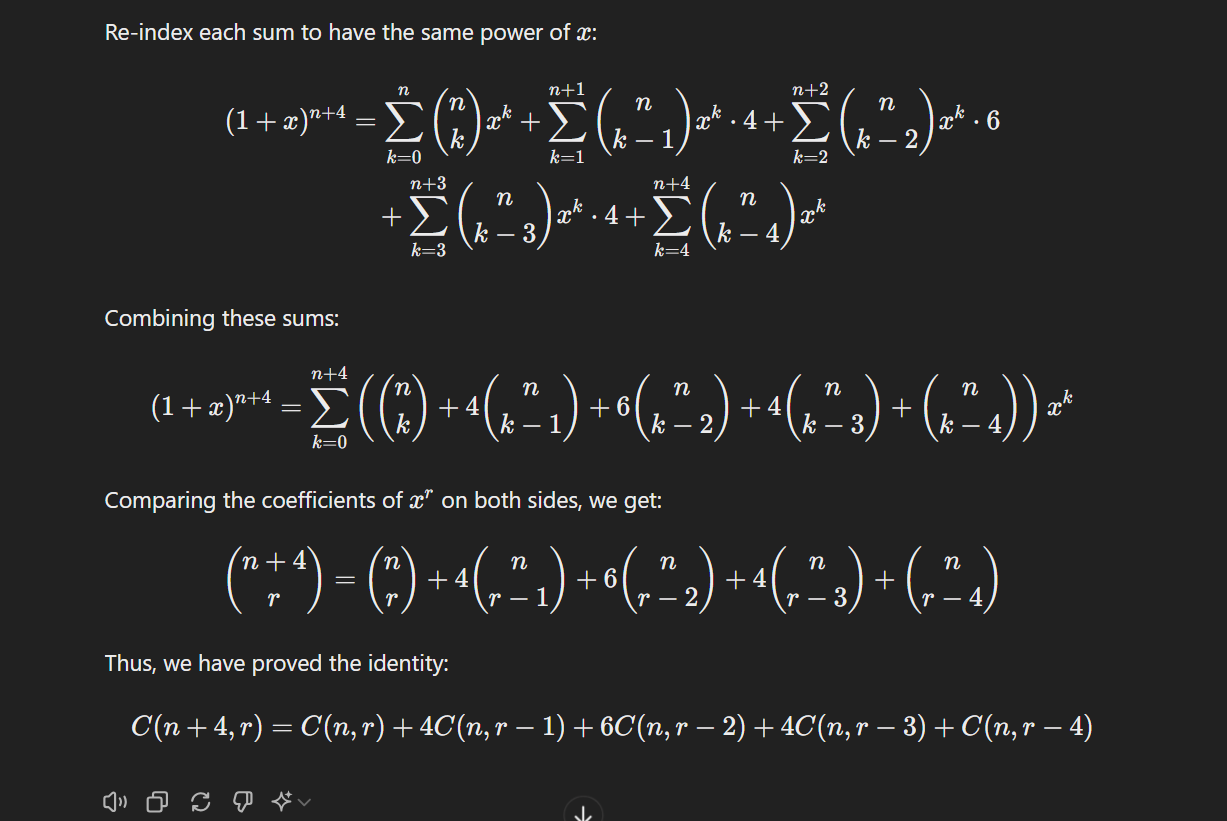 Re-index each sum to have the same power of x:
(1 + x)^{n+4} = \sum_{k=0}^{n} \binom{n}{k} x^k + \sum_{k=1}^{n+1} \binom{n}{k-1} x^k · 4 + \sum_{k=2}^{n+2} \binom{n}{k-2} x^k · 6
+ \sum_{k=3}^{n+3} \binom{n}{k-3} x^k · 4 + \sum_{k=4}^{n+4} \binom{n}{k-4} x^k
Combining these sums:
(1 + x)^{n+4} = \sum_{k=0}^{n+4} ( \binom{n}{k} + 4 \binom{n}{k-1} + 6 \binom{n}{k-2} + 4 \binom{n}{k-3} + \binom{n}{k-4} ) x^k
Comparing the coefficients of x^r on both sides, we get:
\binom{n+4}{r} = \binom{n}{r} + 4 \binom{n}{r-1} + 6 \binom{n}{r-2} + 4 \binom{n}{r-3} + \binom{n}{r-4}
Thus, we have proved the identity:
C(n + 4, r) = C(n, r) + 4C(n, r − 1) + 6C(n, r − 2) + 4C(n, r − 3) + C(n, r − 4)